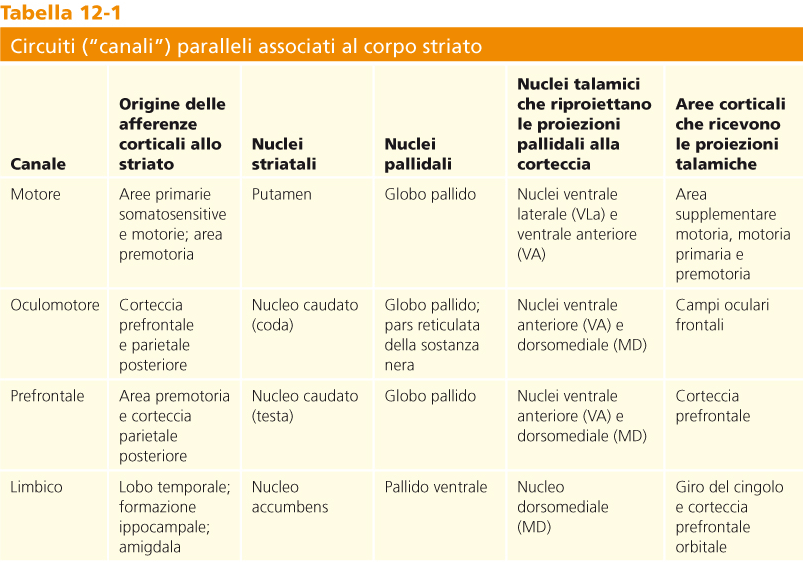 Tabella 12-1
Circuiti (“canali”) paralleli associati al corpo striato
Canale
Origine delle
afferenze
corticali allo
striato
Nuclei
striatali
Nuclei
pallidali
Nuclei talamici
che riproiettano
le proiezioni
pallidali alla
corteccia
Aree corticali
che ricevono
le proiezioni
talamiche
Motore
Aree primarie
somatosensitive
e motorie; area
premotoria
Putamen
Globo pallido
Nuclei ventrale
laterale (VLa) e
ventrale anteriore
(VA)
Area
supplementare
motoria, motoria
primaria e
premotoria
Oculomotore
Corteccia
prefrontale
e parietale
posteriore
Nucleo caudato
(coda)
Globo pallido;
pars reticulata
della sostanza
nera
Nuclei ventrale
anteriore (VA) e
dorsomediale (MD)
Campi oculari
frontali
Prefrontale
Area premotoria
e corteccia
parietale
posteriore
Nucleo caudato
(testa)
Globo pallido
Nuclei ventrale
anteriore (VA) e
dorsomediale (MD)
Corteccia
prefrontale
Limbico
Lobo temporale;
formazione
ippocampale;
amigdala
Nucleo
accumbens
Pallido ventrale
Nucleo
dorsomediale
(MD)
Giro del cingolo
e corteccia
prefrontale
orbitale